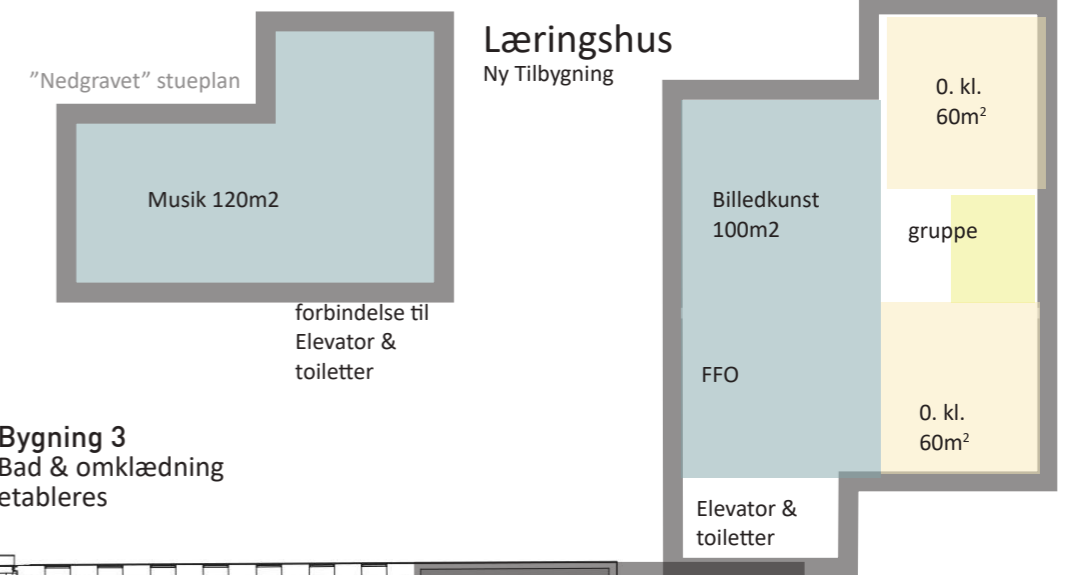 Læringshus
Ny Tilbygning
”Nedgravet” stueplan
Musik 120m2
forbindelse til
Elevator &
toiletter
0. kl.
60m²
Billedkunst
100m2
gruppe
FFO
0. kl.
60m²
Elevator &
toiletter
Bygning 3
Bad & omklædning
etableres